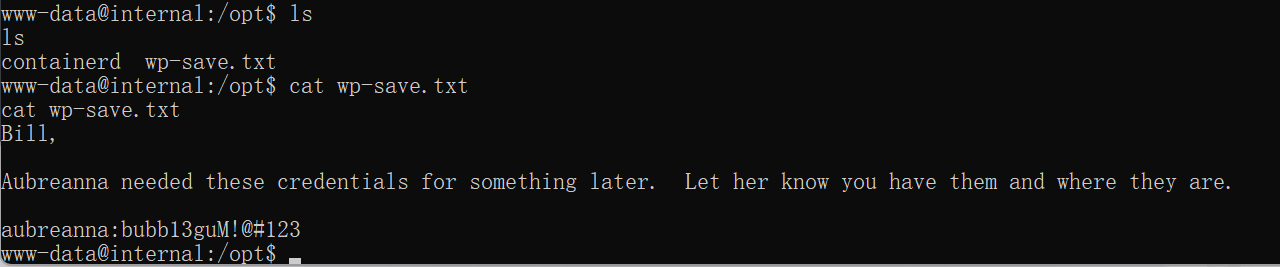 www-data@internal:/opt$ ls
ls
containerd  wp-save.txt
www-data@internal:/opt$ cat wp-save.txt
cat wp-save.txt
Bill,

Aubreanna needed these credentials for something later.  Let her know you have them and where they are.

aubreanna:bubb13guM!@#123
www-data@internal:/opt$